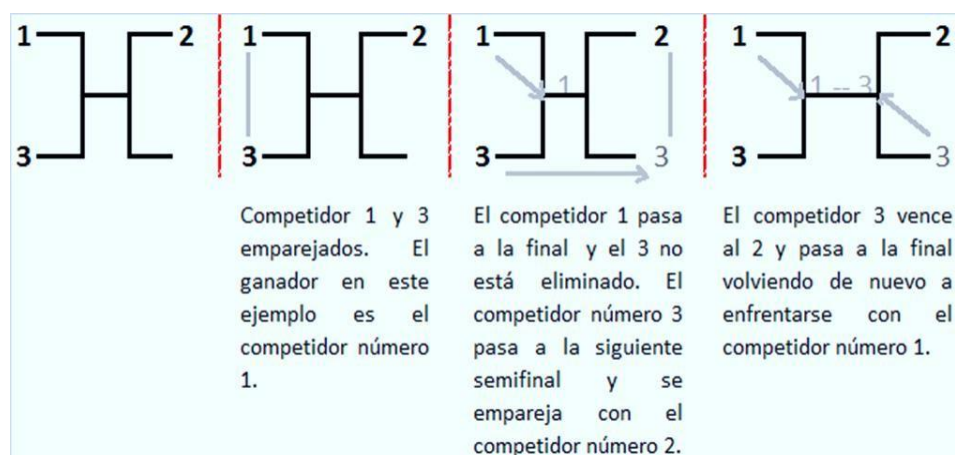 1 2
3
1 2
3
1 2
1
3 3
1 2
1 -- 3
3 3
Competidor 1 y 3
emparejados. El
ganador en este
ejemplo es el
competidor número
1.
El competidor 1 pasa
a la final y el 3 no
está eliminado. El
competidor número 3
pasa a la siguiente
semifinal y se
empareja con el
competidor número 2.
El competidor 3 vence
al 2 y pasa a la final
volviendo de nuevo a
enfrentarse con el
competidor número 1.